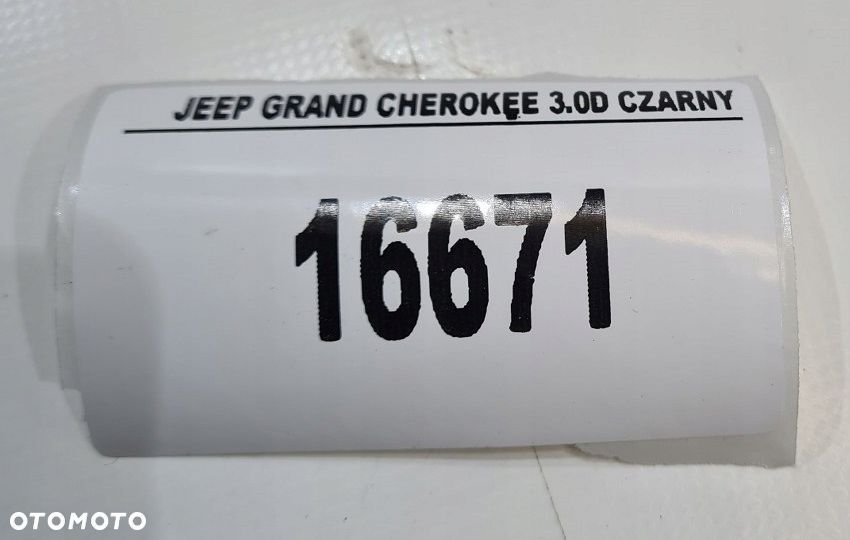 JEEP GRAND CHEROKEE 3.0D CZARNY
16671
OTOMOTO